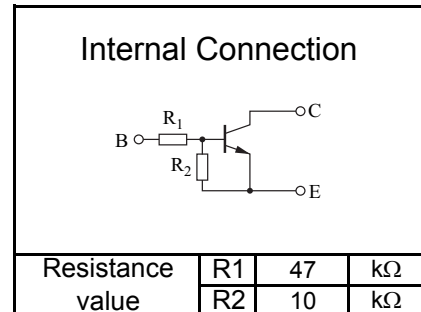 Internal Connection
C
R1
B
R2
E
Resistance value R1 47 kΩ
R2 10 kΩ